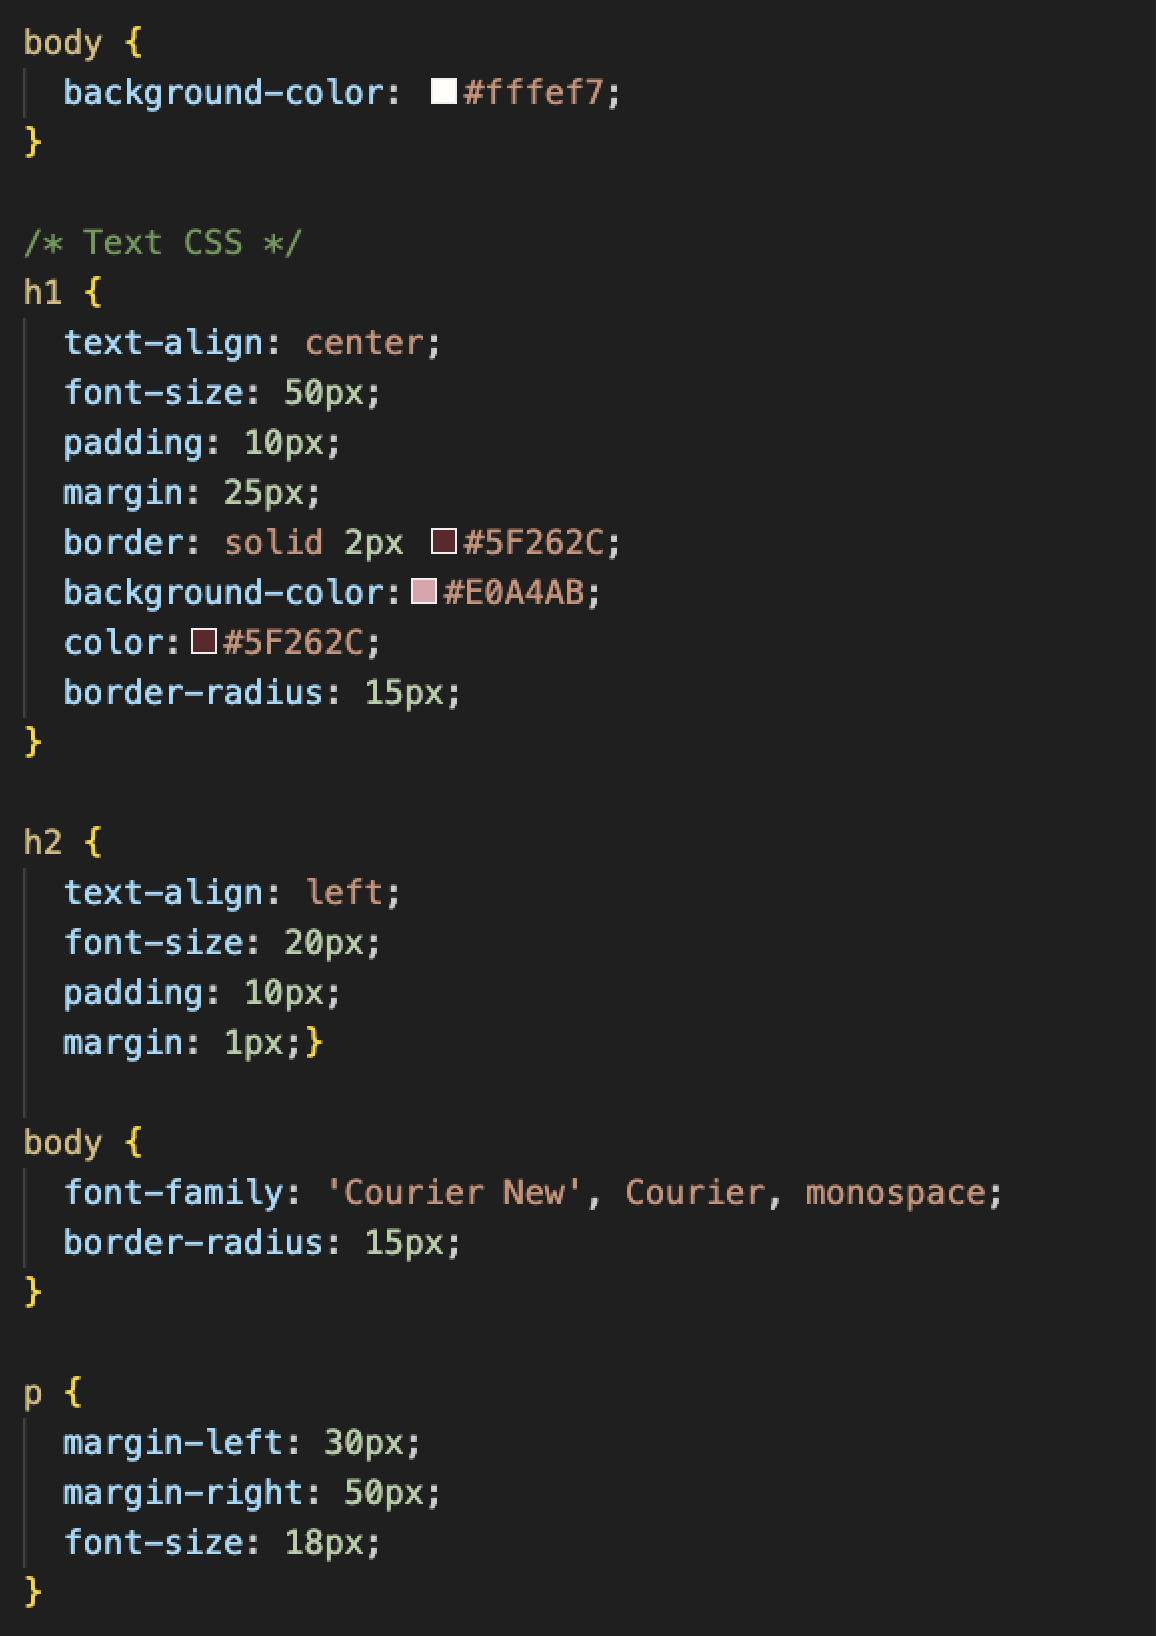 body {
  background-color: #fffef7;
}

/* Text CSS */
h1 {
  text-align: center;
  font-size: 50px;
  padding: 10px;
  margin: 25px;
  border: solid 2px #5F262C;
  background-color: #E0A4AB;
  color: #5F262C;
  border-radius: 15px;
}

h2 {
  text-align: left;
  font-size: 20px;
  padding: 10px;
  margin: 1px;}

body {
  font-family: 'Courier New', Courier, monospace;
  border-radius: 15px;
}

p {
  margin-left: 30px;
  margin-right: 50px;
  font-size: 18px;
}